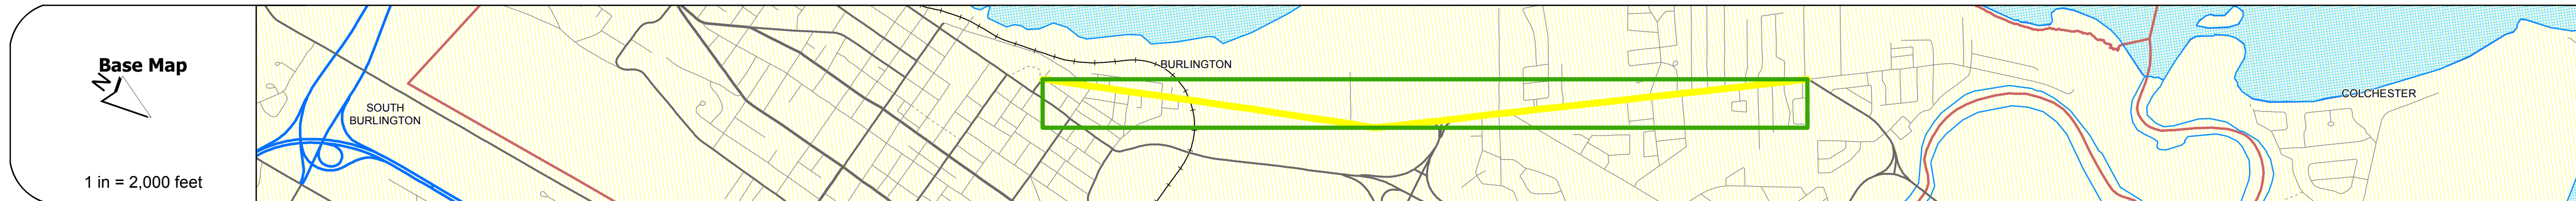 Base Map
N
1 in = 2,000 feet
SOUTH
BURLINGTON
BURLINGTON
COLCHESTER